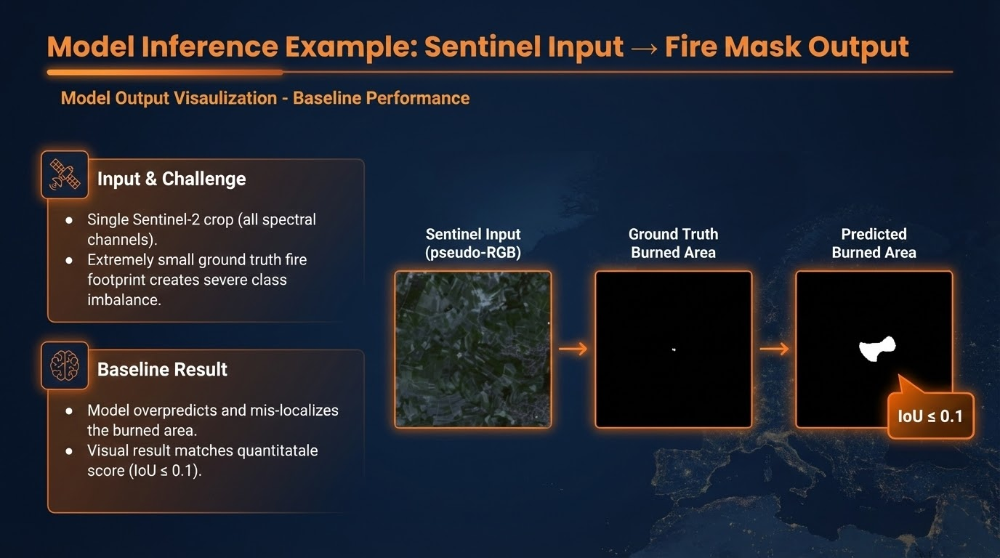 Model Inference Example: Sentinel Input → Fire Mask Output
Model Output Visaulization - Baseline Performance
Input & Challenge
● Single Sentinel-2 crop (all spectral
channels).
● Extremely small ground truth fire
footprint creates severe class
imbalance.
Baseline Result
● Model overpredicts and mis-localizes
the burned area.
● Visual result matches quantitatale
score (IoU ≤ 0.1).
Sentinel Input
(pseudo-RGB)
Ground Truth
Burned Area
Predicted
Burned Area
IoU ≤ 0.1